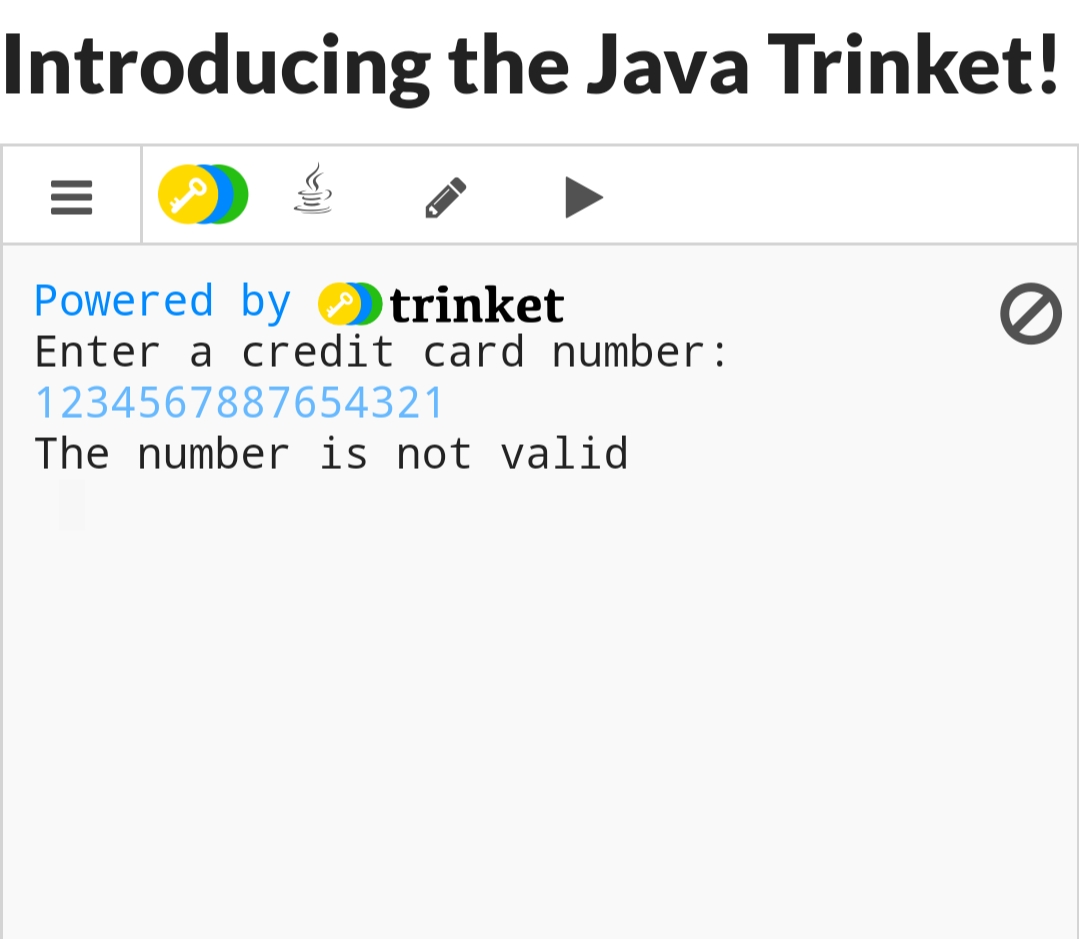 Introducing the Java Trinket!
Powered by trinket
Enter a credit card number:
1234567887654321
The number is not valid